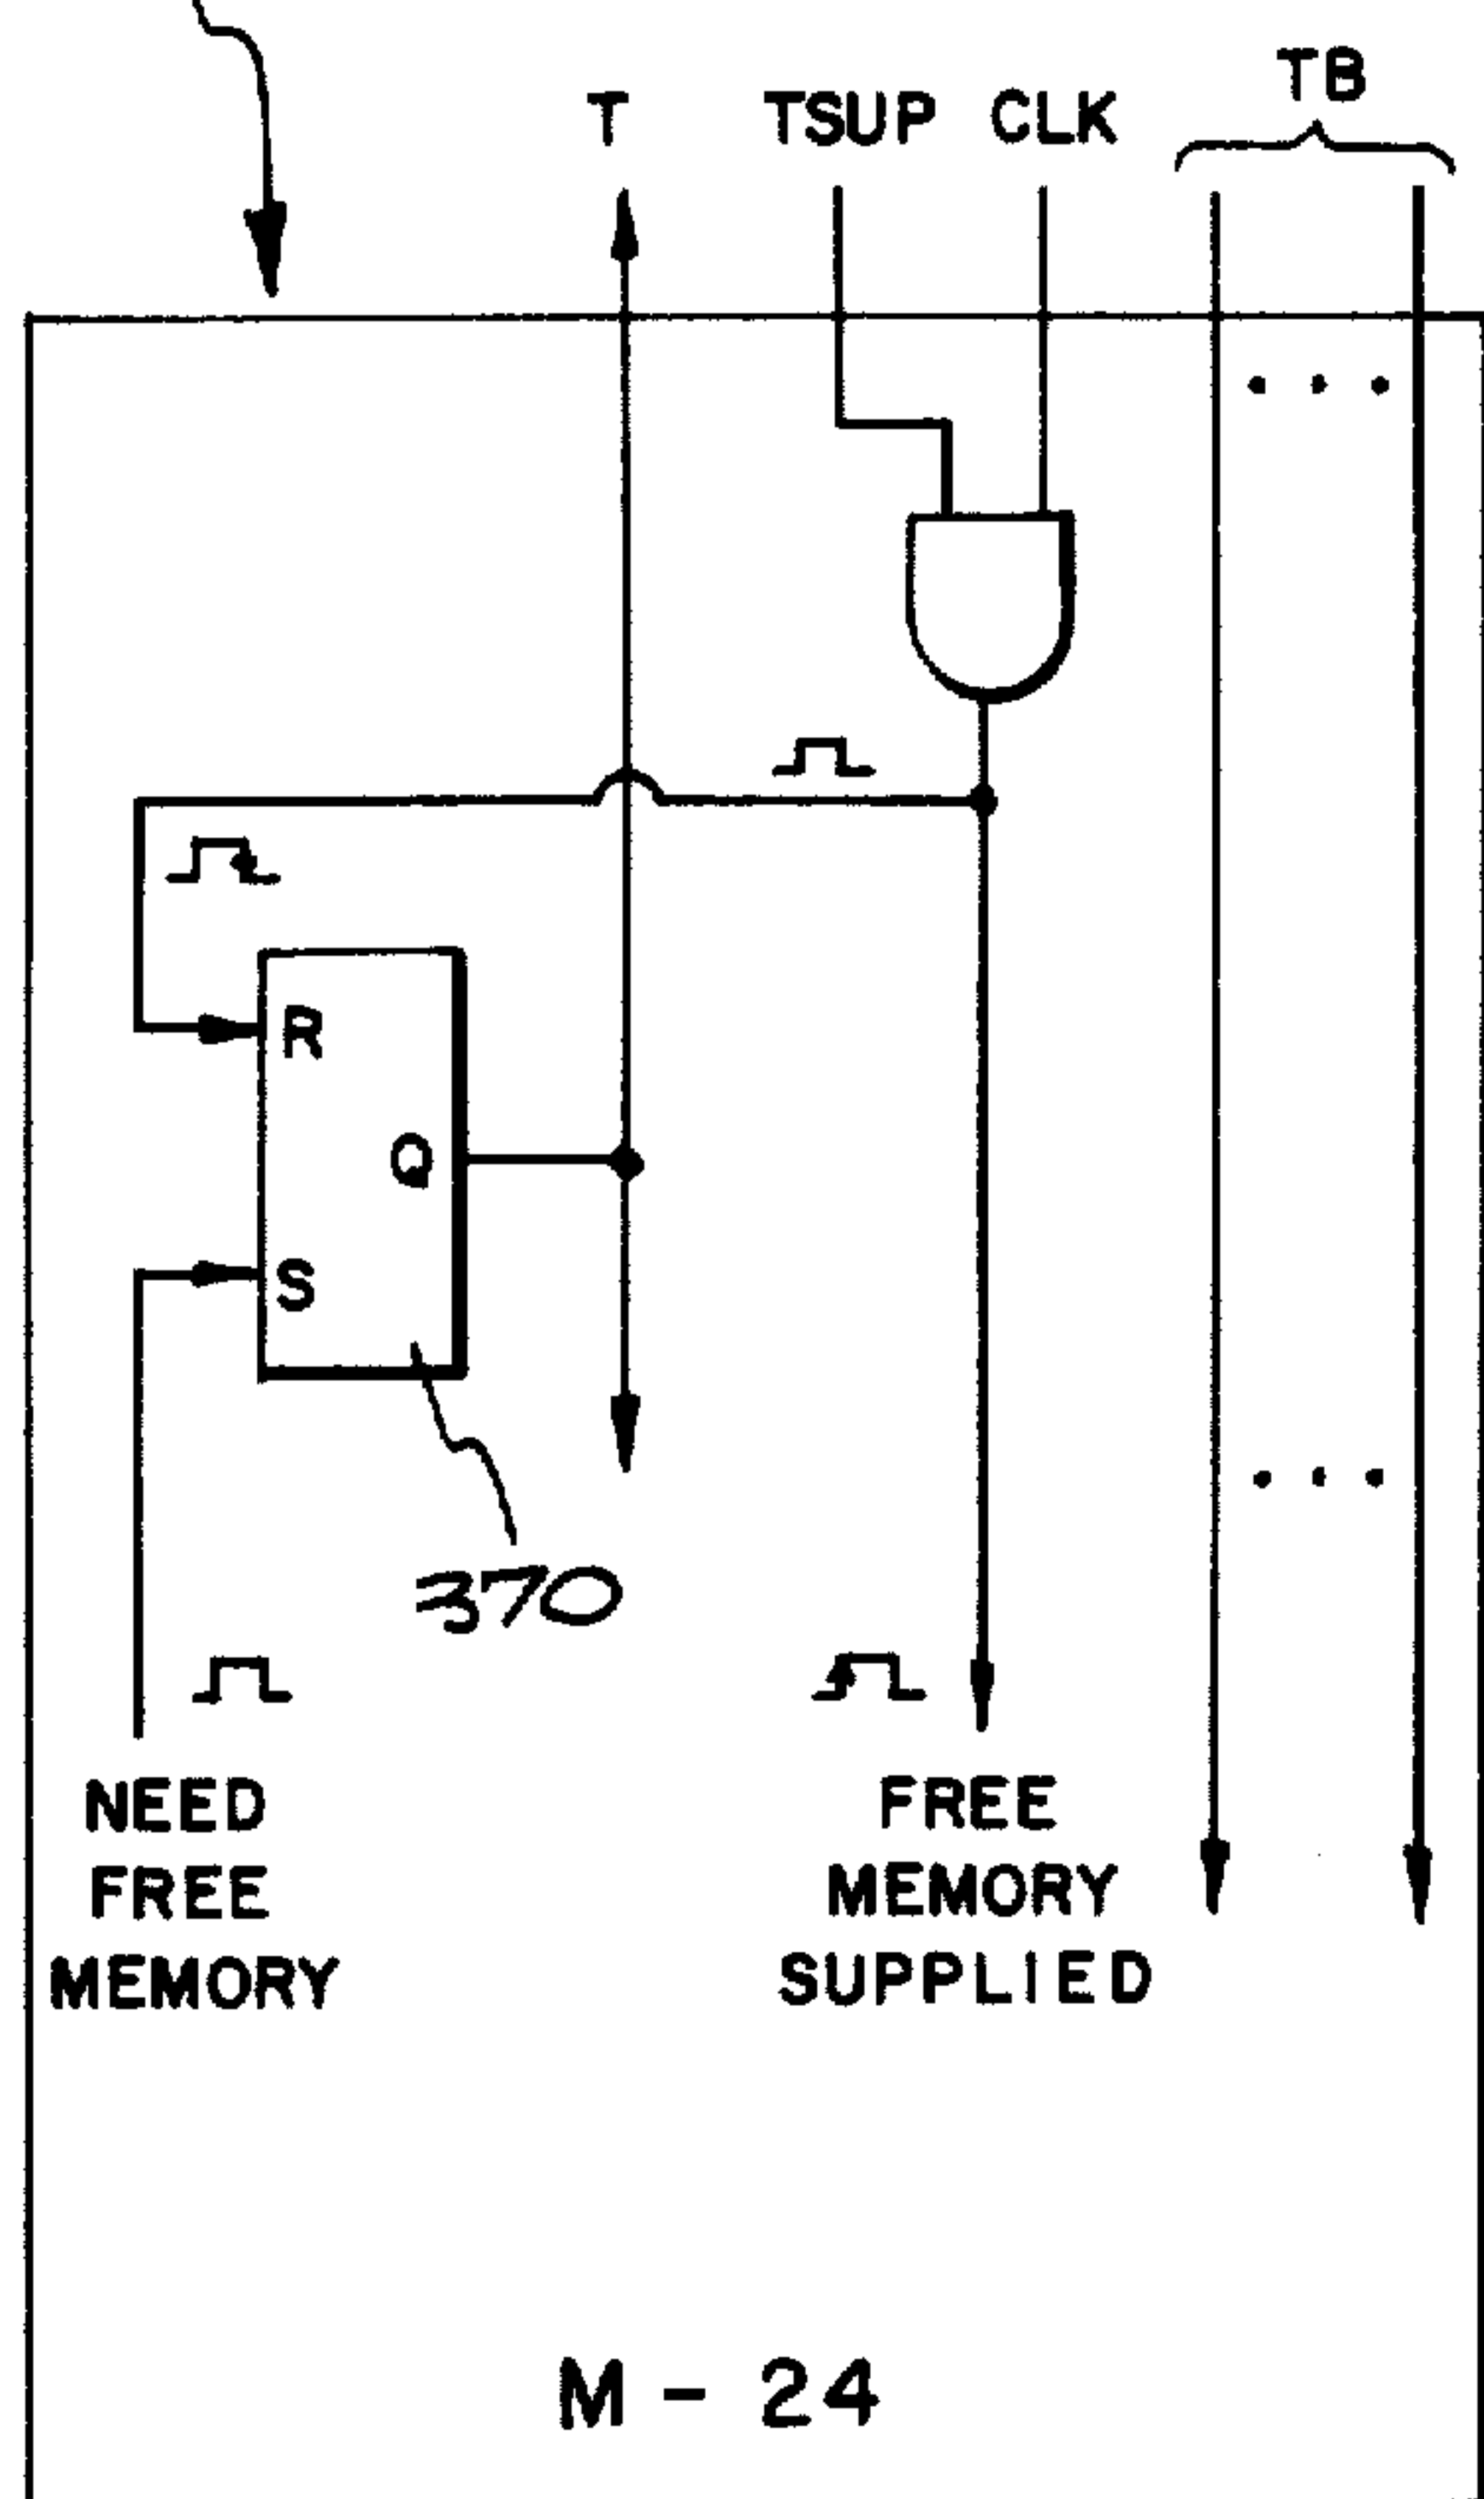 TB
T TSUP CLK
R
Q
S
370
NEED
FREE
MEMORY
FREE
MEMORY
SUPPLIED
M - 24